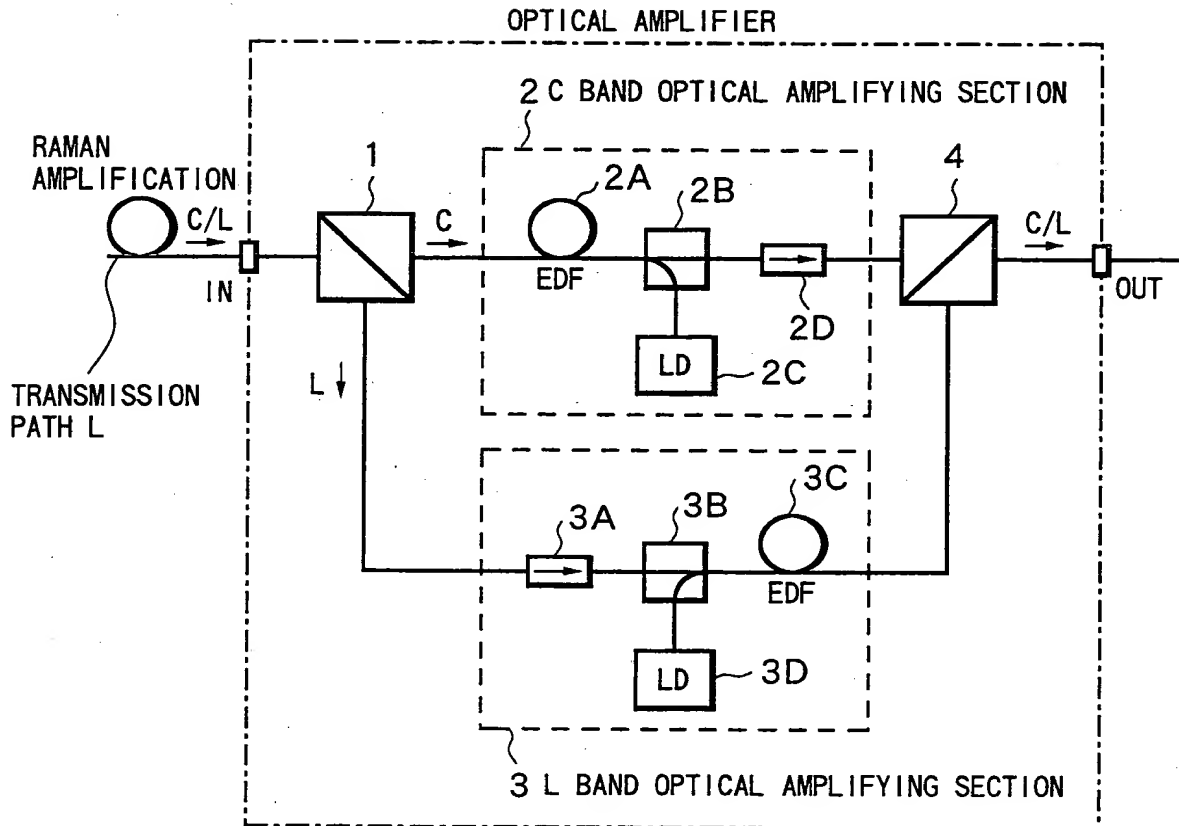 OPTICAL AMPLIFIER
2 C BAND OPTICAL AMPLIFYING SECTION
RAMAN
AMPLIFICATION
C/L
IN
1
C
2A
EDF
2B
2D
LD
2C
4
C/L
OUT
TRANSMISSION
PATH L
L
3A
3B
3C
EDF
LD
3D
3 L BAND OPTICAL AMPLIFYING SECTION